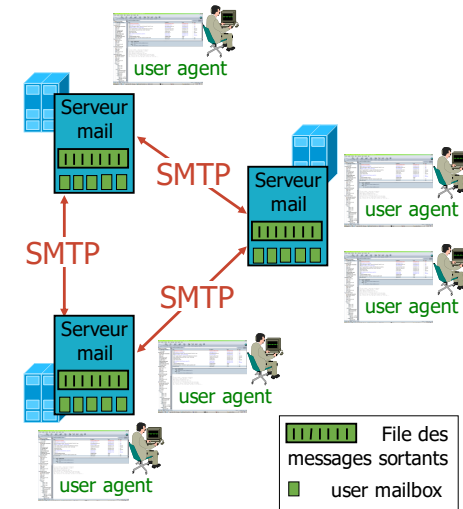 user agent
Serveur
mail
SMTP
Serveur
mail
user agent
SMTP
user agent
SMTP
Serveur
mail
user agent
user agent
File des
messages sortants
user mailbox